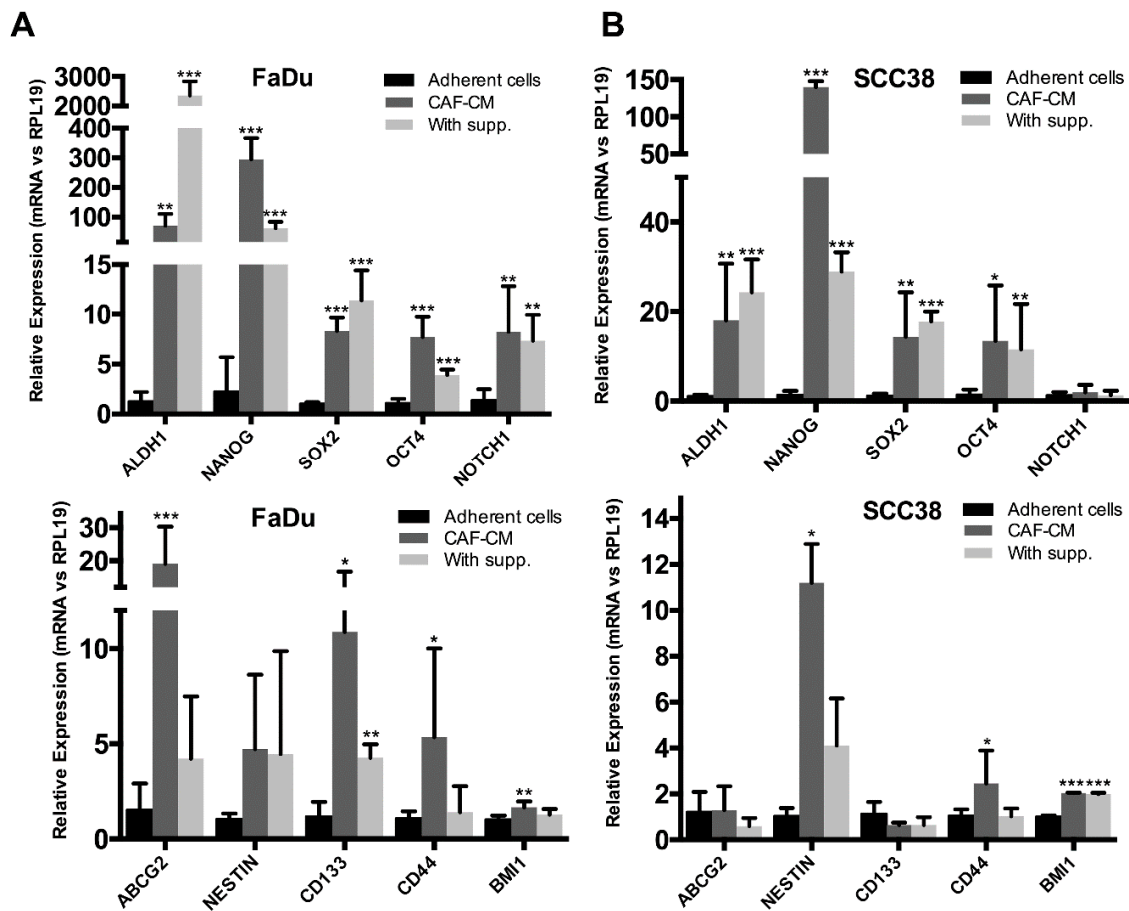 A
B
FaDu
Adherent cells
CAF-CM
With supp.
Relative Expression (mRNA vs RPL19)
3000
2000
400
300
200
100
15
10
5
0
***
**
***
***
***
***
***
***
**
**
ALDH1
NANOG
SOX2
OCT4
NOTCH1
SCC38
Adherent cells
CAF-CM
With supp.
Relative Expression (mRNA vs RPL19)
150
100
50
40
20
0
***
**
***
***
**
***
*
**
ALDH1
NANOG
SOX2
OCT4
NOTCH1
FaDu
Adherent cells
CAF-CM
With supp.
Relative Expression (mRNA vs RPL19)
30
20
10
5
0
***
*
**
*
**
ABCG2
NESTIN
CD133
CD44
BMI1
SCC38
Adherent cells
CAF-CM
With supp.
Relative Expression (mRNA vs RPL19)
14
12
10
8
6
4
2
0
*
*
******
ABCG2
NESTIN
CD133
CD44
BMI1